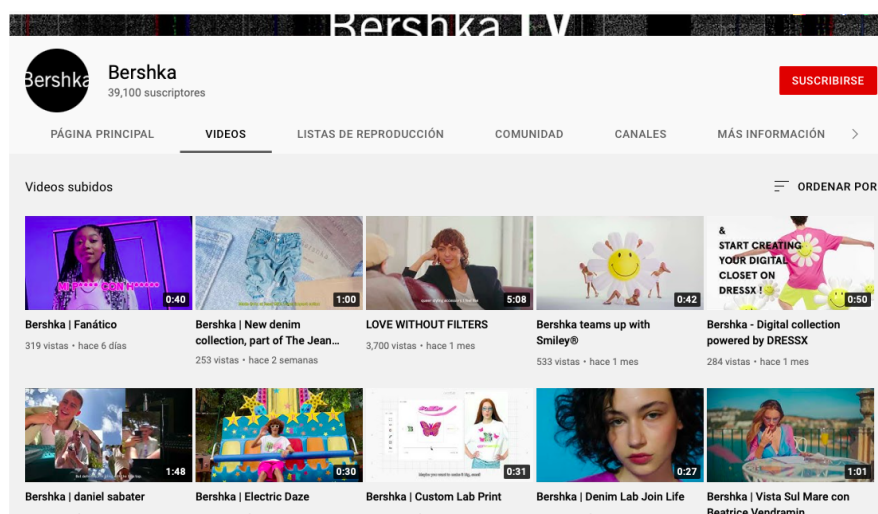 Bershka TV
Bershka
Bershka
39,100 suscriptores
SUSCRIBIRSE
PÁGINA PRINCIPAL VIDEOS LISTAS DE REPRODUCCIÓN COMUNIDAD CANALES MÁS INFORMACIÓN
Videos subidos
ORDENAR POR
MI P**** CON H*****
0:40
1:00
5:08
0:42
&
START CREATING
YOUR DIGITAL
CLOSET ON
DRESSX !
0:50
Bershka | Fanático
319 vistas • hace 6 días
Bershka | New denim
collection, part of The Jean...
253 vistas • hace 2 semanas
LOVE WITHOUT FILTERS
3,700 vistas • hace 1 mes
Bershka teams up with
Smiley®
533 vistas • hace 1 mes
Bershka - Digital collection
powered by DRESSX
284 vistas • hace 1 mes
1:48
0:30
0:31
0:27
1:01
Bershka | daniel sabater
Bershka | Electric Daze
Bershka | Custom Lab Print
Bershka | Denim Lab Join Life
Bershka | Vista Sul Mare con
Beatrice Vendramin